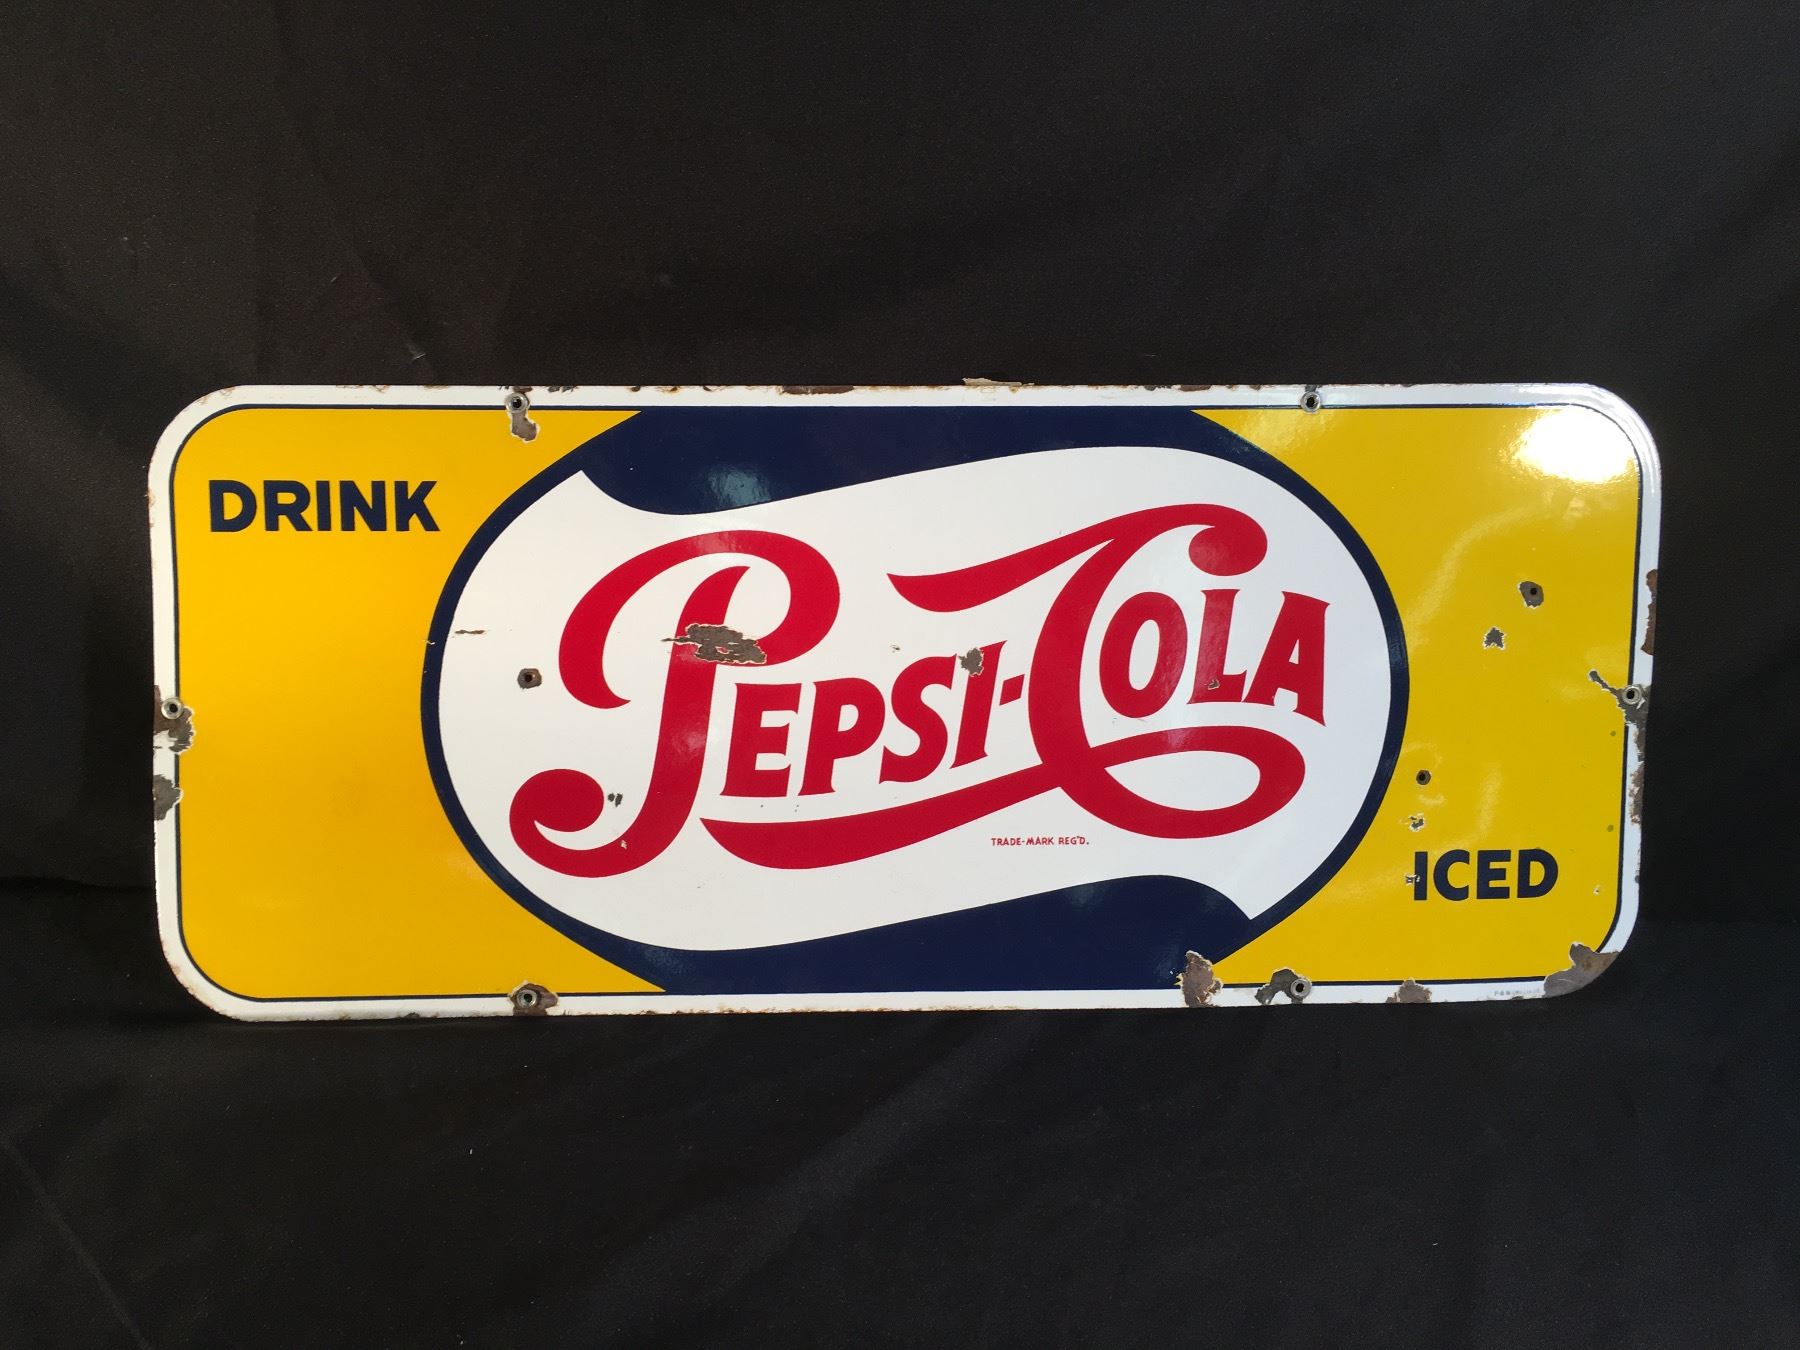 DRINK
PEPSI-COLA
TRADE-MARK REG'D.
ICED